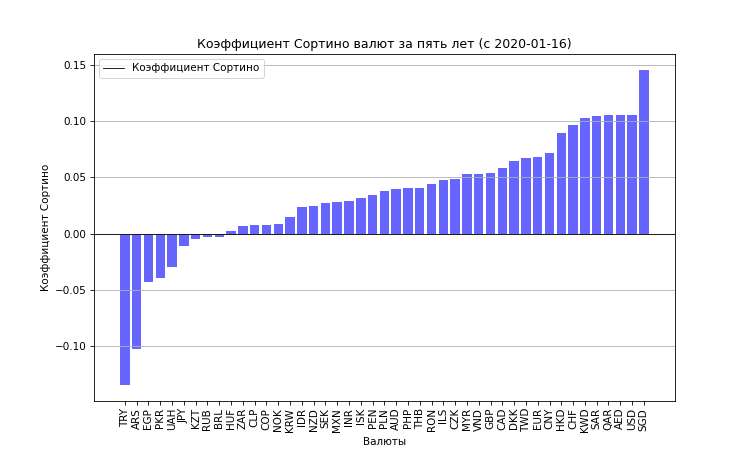 Коэффициент Сортино валют за пять лет (с 2020-01-16)
Коэффициент Сортино
0.15
0.10
0.05
0.00
−0.05
−0.10
Коэффициент Сортино
TRY ARS EGP PKR UAH JPY KZT RUB BRL HUF ZAR CLP COP NOK KRW IDR NZD SEK MXN INR ISK PEN PLN AUD PHP THB RON ILS CZK MYR VND GBP CAD DKK TWD EUR CNY HKD CHF KWD SAR QAR AED USD SGD
Валюты